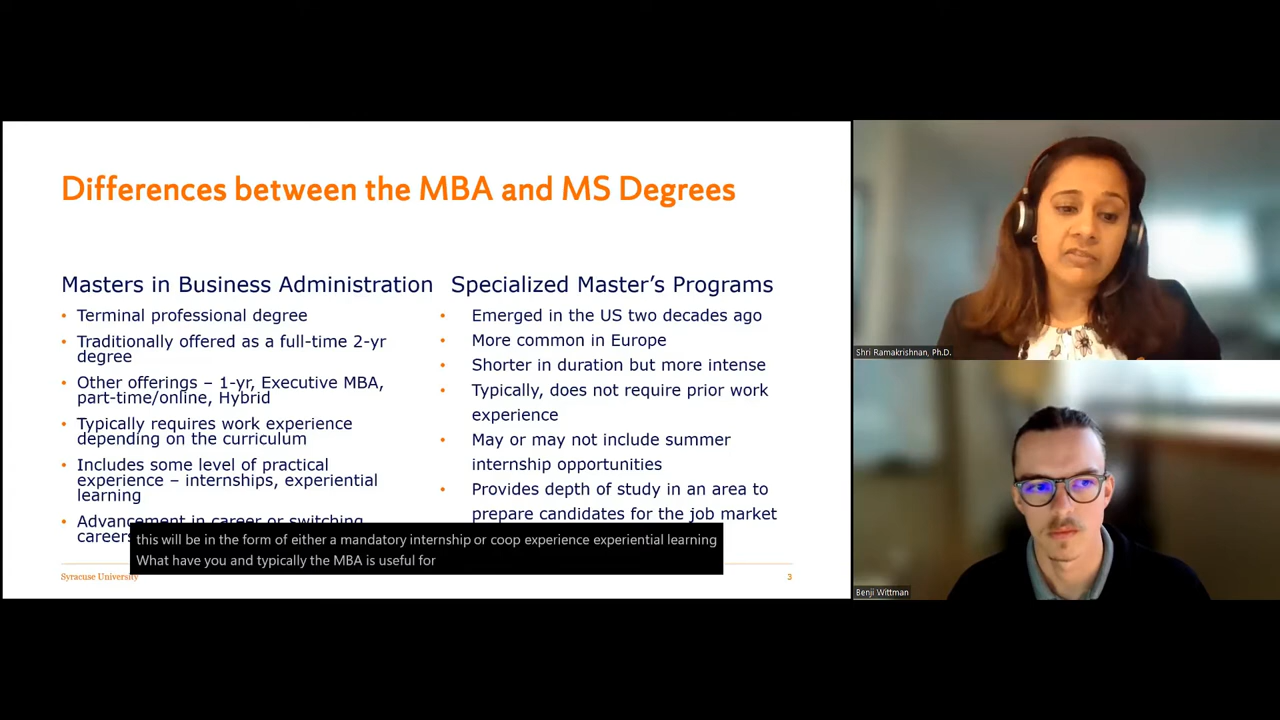 Differences between the MBA and MS Degrees
Masters in Business Administration
• Terminal professional degree
• Traditionally offered as a full-time 2-yr
degree
• Other offerings – 1-yr, Executive MBA,
part-time/online, Hybrid
• Typically requires work experience
depending on the curriculum
• Includes some level of practical
experience – internships, experiential
learning
• Advancement in career or switching
careers
Specialized Master's Programs
• Emerged in the US two decades ago
• More common in Europe
• Shorter in duration but more intense
• Typically, does not require prior work
experience
• May or may not include summer
internship opportunities
• Provides depth of study in an area to
prepare candidates for the job market
this will be in the form of either a mandatory internship or coop experience experiential learning
What have you and typically the MBA is useful for
Syracuse University
3
Shri Ramakrishnan, Ph.D.
Benji Wittman